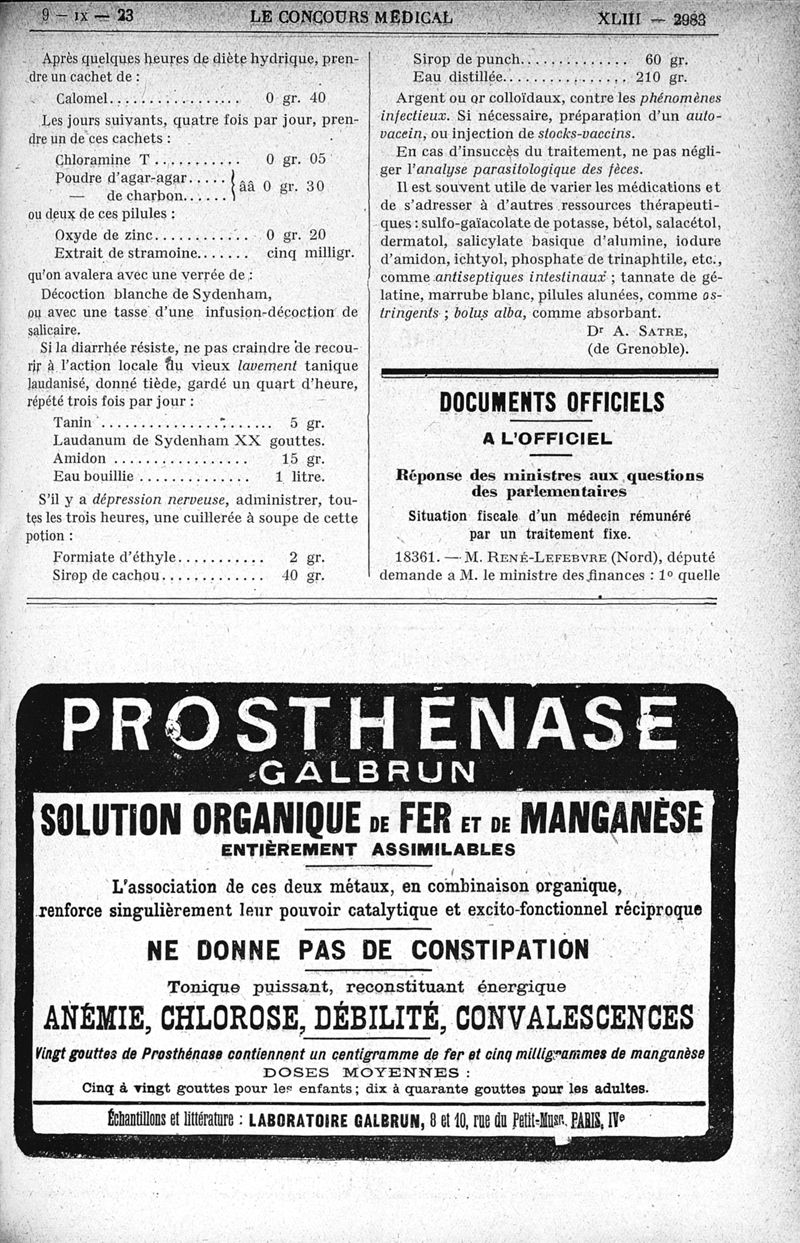 9 — IX — 23 LE CONCOURS MÉDICAL XLIII — 2983
Après quelques heures de diète hydrique, pren-
dre un cachet de :
Calomel................. 0 gr. 40
Les jours suivants, quatre fois par jour, pren-
dre un de ces cachets :
Chloramine T ........... 0 gr. 05
Poudre d'agar-agar.....
— de charbon...... } ââ 0 gr. 30
ou deux de ces pilules :
Oxyde de zinc............ 0 gr. 20
Extrait de stramoine....... cinq milligr.
qu'on avalera avec une verrée de :
Décoction blanche de Sydenham,
ou avec une tasse d'une infusion-décoction de
salicaire.
Si la diarrhée résiste, ne pas craindre de recou-
rir à l'action locale du vieux lavement tanique
laudanisé, donné tiède, gardé un quart d'heure,
répété trois fois par jour :
Tanin ...................... 5 gr.
Laudanum de Sydenham XX gouttes.
Amidon ................. 15 gr.
Eau bouillie .............. 1 litre.
S'il y a dépression nerveuse, administrer, tou-
tes les trois heures, une cuillerée à soupe de cette
potion :
Formiate d'éthyle........... 2 gr.
Sirop de cachou............. 40 gr.
Sirop de punch............. 60 gr.
Eau distillée............... 210 gr.
Argent ou or colloïdaux, contre les phénomènes
infectieux. Si nécessaire, préparation d'un auto-
vacein, ou injection de stocks-vaccins.
En cas d'insuccès du traitement, ne pas négli-
ger l'analyse parasitologique des fèces.
Il est souvent utile de varier les médications et
de s'adresser à d'autres ressources thérapeuti-
ques : sulfo-gaïacolate de potasse, bétol, salacétol,
dermatol, salicylate basique d'alumine, iodure
d'amidon, ichtyol, phosphate de trinaphtile, etc.,
comme antiseptiques intestinaux ; tannate de gé-
latine, marrube blanc, pilules alunées, comme as-
tringents ; bolus alba, comme absorbant.
Dr A. SATRE,
(de Grenoble).
DOCUMENTS OFFICIELS
A L'OFFICIEL
Réponse des ministres aux questions
des parlementaires
Situation fiscale d'un médecin rémunéré
par un traitement fixe.
18361. — M. RENÉ-LEFEBVRE (Nord), député
demande a M. le ministre des finances : 1o quelle
PROSTHÉNASE
GALBRUN
SOLUTION ORGANIQUE DE FER ET DE MANGANÈSE
ENTIÈREMENT ASSIMILABLES
L'association de ces deux métaux, en combinaison organique,
renforce singulièrement leur pouvoir catalytique et excito-fonctionnel réciproque
NE DONNE PAS DE CONSTIPATION
Tonique puissant, reconstituant énergique
ANÉMIE, CHLOROSE, DÉBILITÉ, CONVALESCENCES
Vingt gouttes de Prosthénase contiennent un centigramme de fer et cinq milligrammes de manganèse
DOSES MOYENNES :
Cinq à vingt gouttes pour les enfants ; dix à quarante gouttes pour les adultes.
Échantillons et littérature : LABORATOIRE GALBRUN, 8 et 10, rue du Petit-Musc, PARIS, IVe